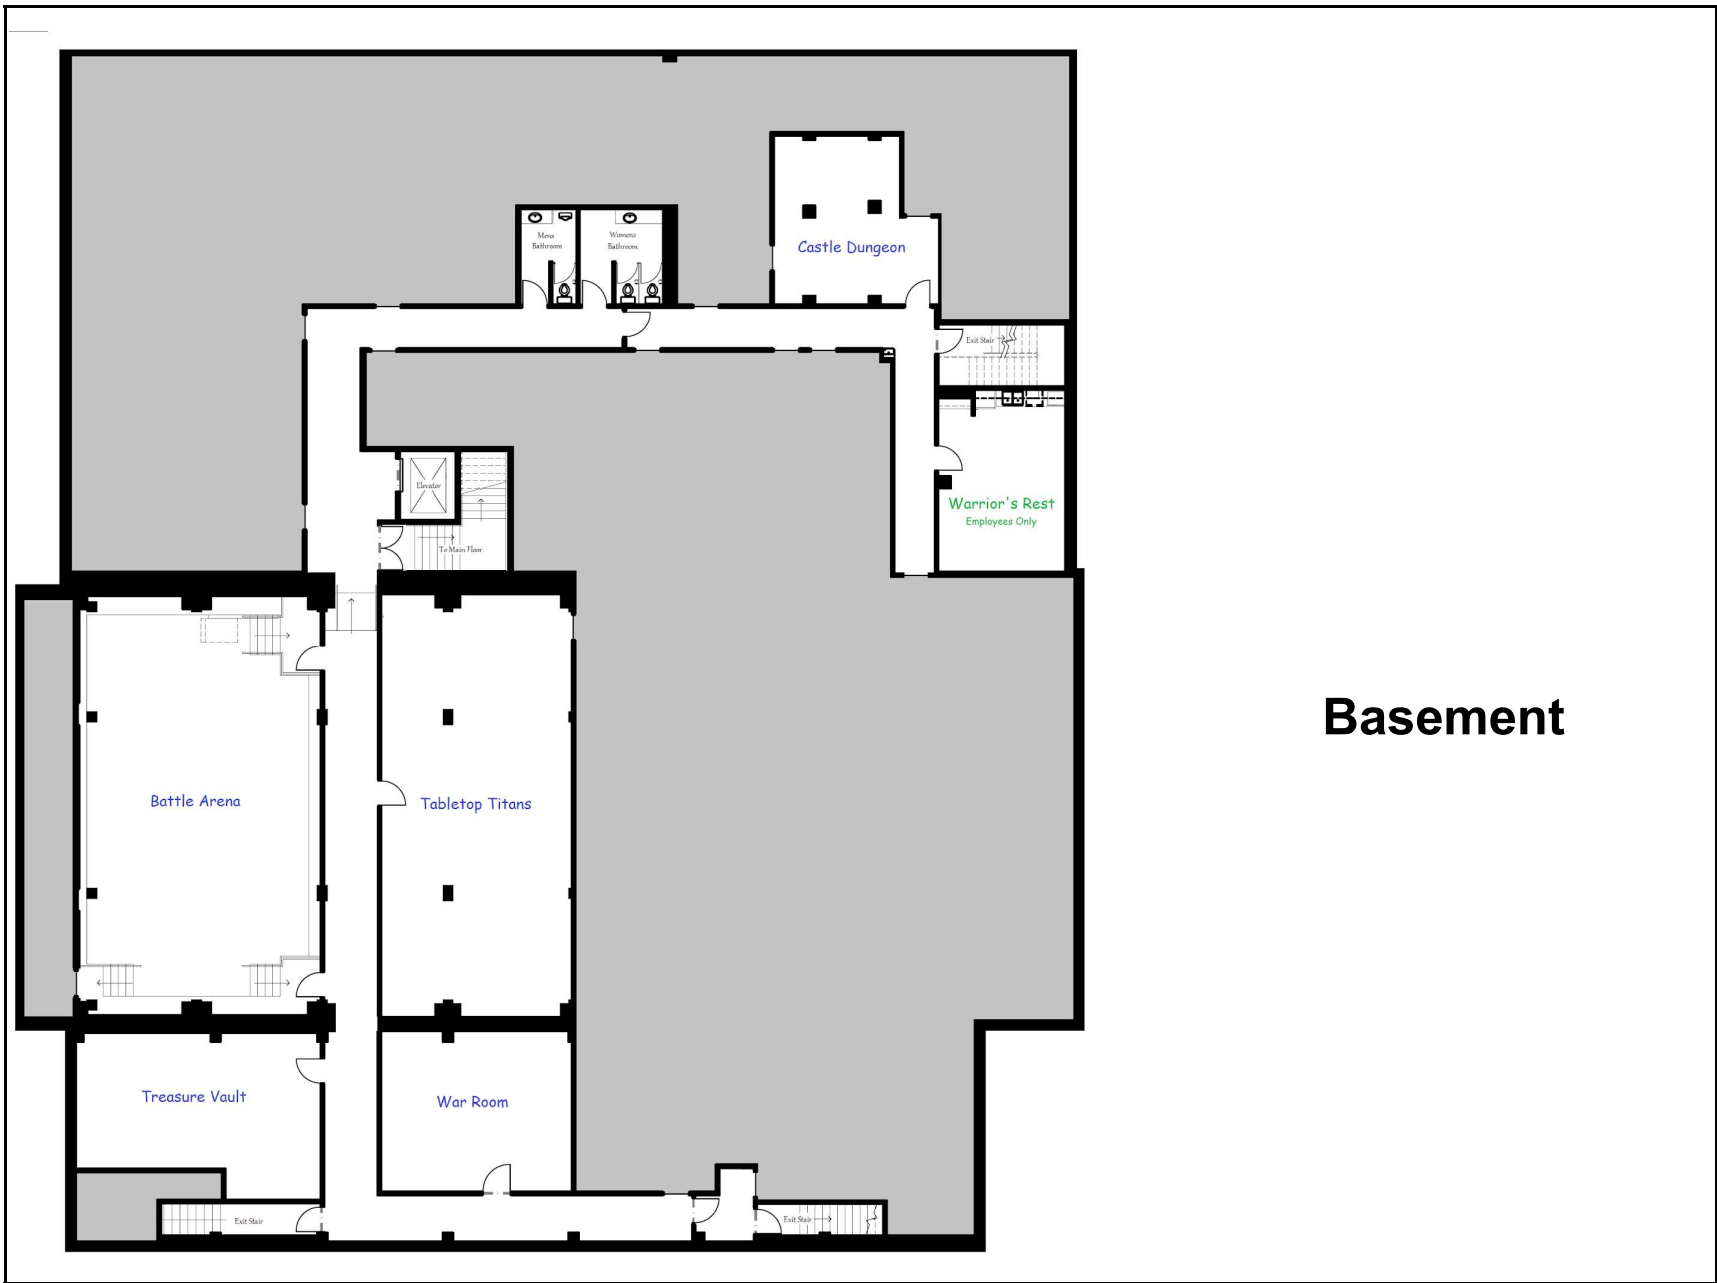 Mens
Bathroom
Womens
Bathroom
Castle Dungeon
Exit Stair
Elevator
Warrior's Rest
Employees Only
To Main Floor
Basement
Battle Arena
Tabletop Titans
Treasure Vault
War Room
Exit Stair
Exit Stair